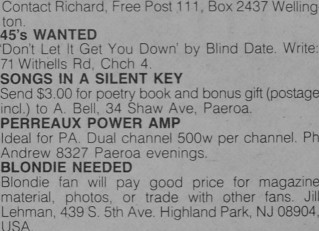 Contact Richard, Free Post 111, Box 2437 Welling
ton.
45's WANTED
'Don't Let It Get You Down' by Blind Date. Write:
71 Withells Rd, Chch 4.
SONGS IN A SILENT KEY
Send $3.00 for poetry book and bonus gift (postage
incl.) to A. Bell, 34 Shaw Ave, Paeroa.
PERREAUX POWER AMP
Ideal for PA. Dual channel 500w per channel. Ph
Andrew 8327 Paeroa evenings.
BLONDIE NEEDED
Blondie fan will pay good price for magazine
material, photos, or trade with other fans. Jill
Lehman, 439 S. 5th Ave. Highland Park, NJ 08904,
USA